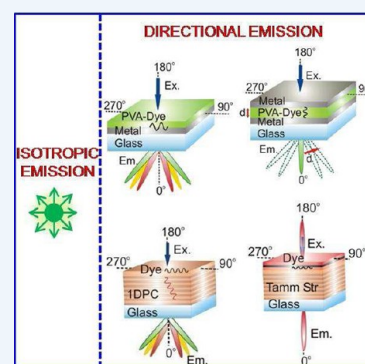 DIRECTIONAL EMISSION
ISOTROPIC
EMISSION
180°
Ex.
270°
90°
PVA-Dye
Metal
Glass
Em.
0°
180°
Ex.
270°
Metal
d
PVA-Dye
Metal
Glass
Em.
d
0°
180°
Ex.
270°
90°
Dye
1DPC
Glass
0°
Em.
180°
Ex.
270°
90°
Dye
Tamm Str
Glass
Em.
0°